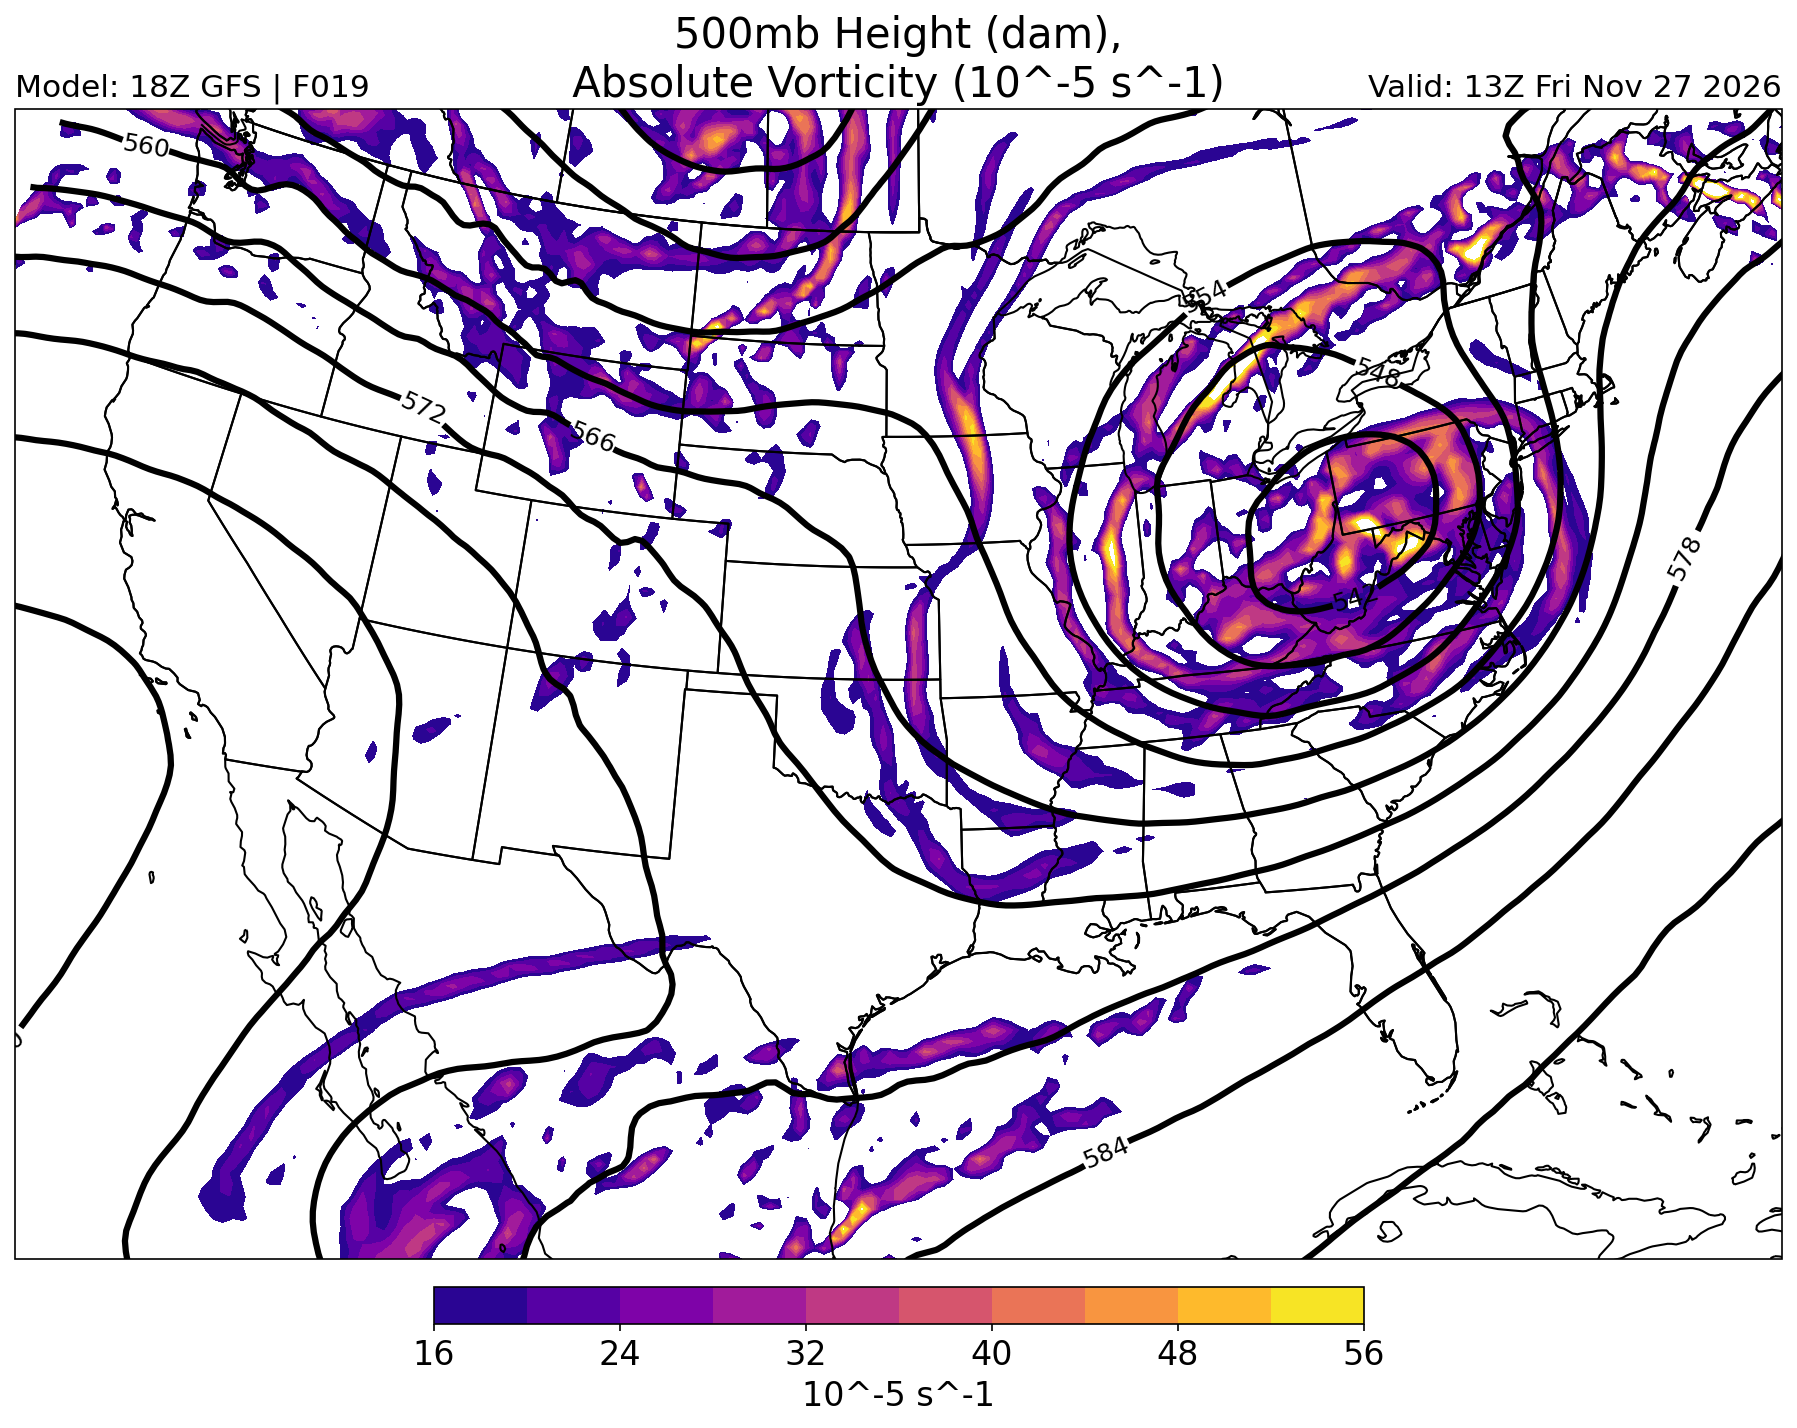 500mb Height (dam),
Absolute Vorticity (10^-5 s^-1)
Model: 18Z GFS | F019
Valid: 13Z Fri Nov 27 2026
560
554
548
572
566
578
542
584
16 24 32 40 48 56
10^-5 s^-1